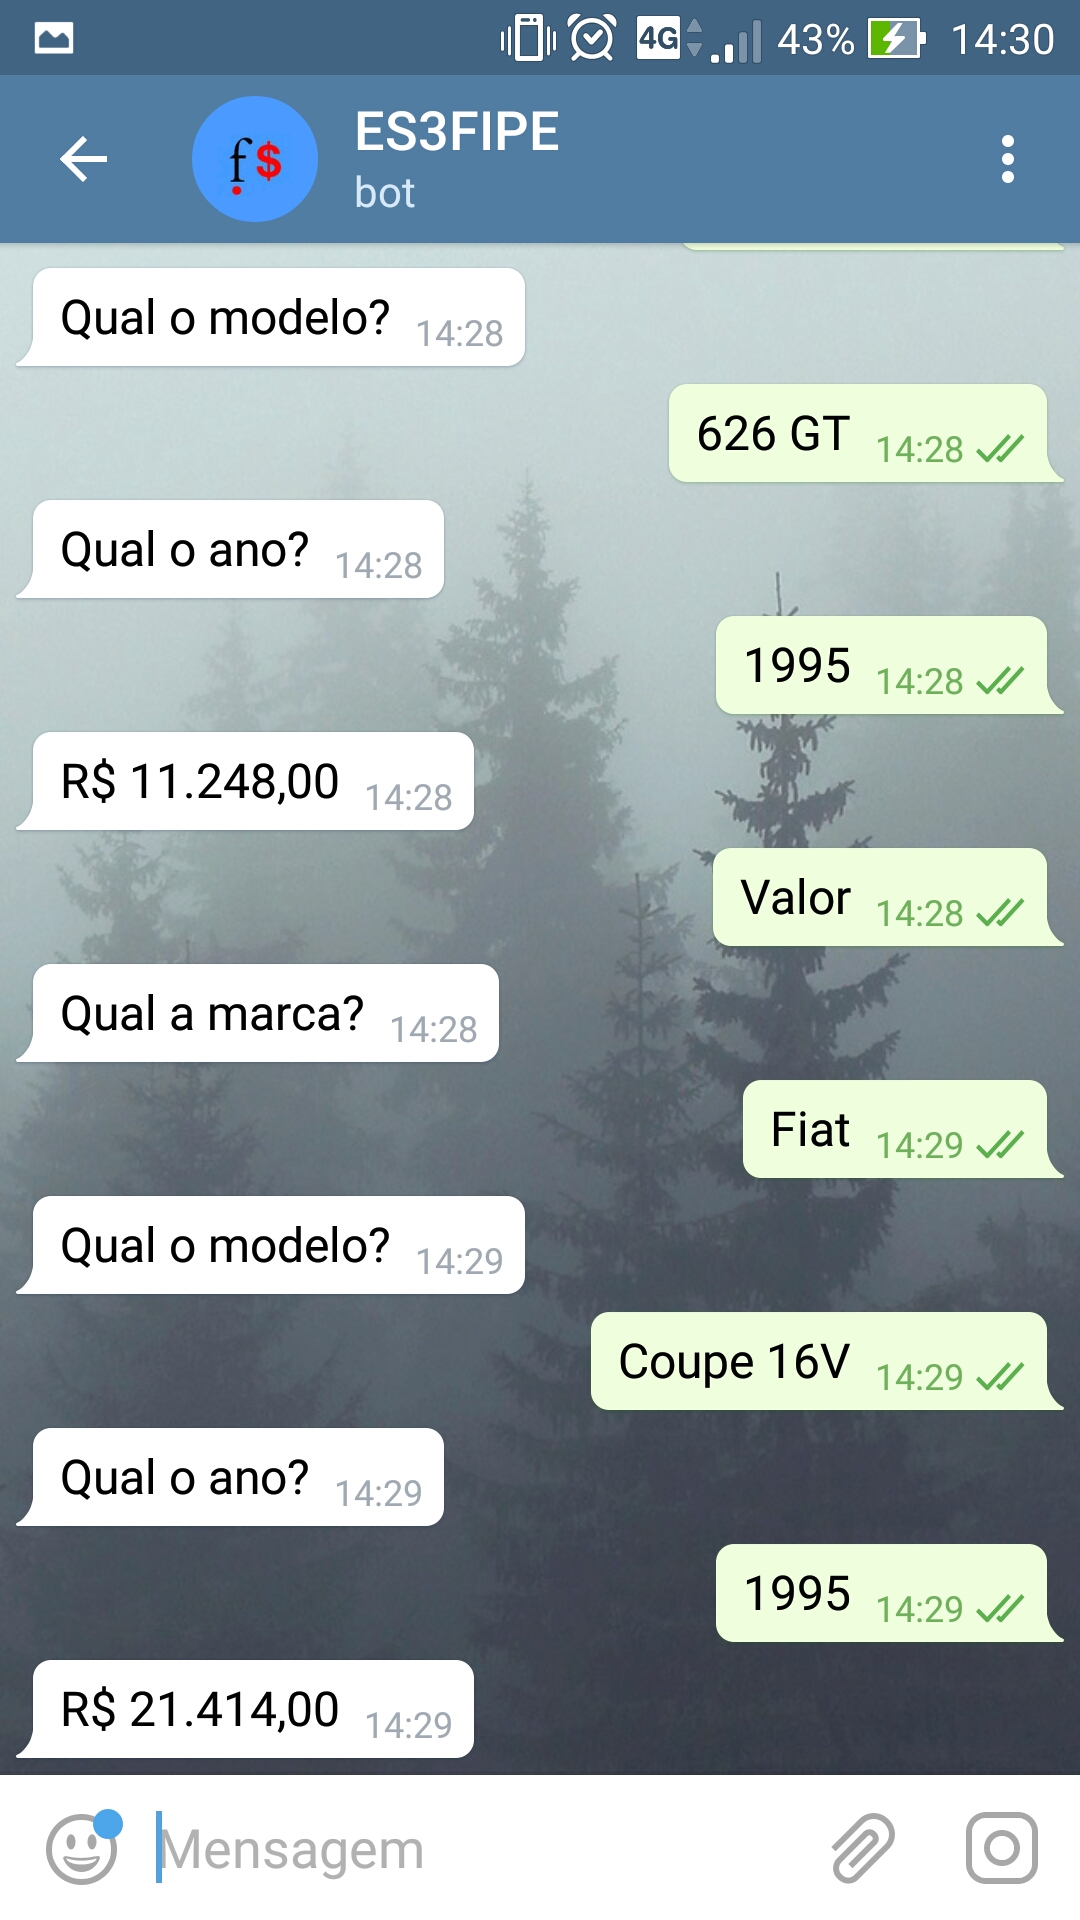 4G 43% 14:30
f$
ES3FIPE
bot
Qual o modelo? 14:28
626 GT 14:28
Qual o ano? 14:28
1995 14:28
R$ 11.248,00 14:28
Valor 14:28
Qual a marca? 14:28
Fiat 14:29
Qual o modelo? 14:29
Coupe 16V 14:29
Qual o ano? 14:29
1995 14:29
R$ 21.414,00 14:29
Mensagem